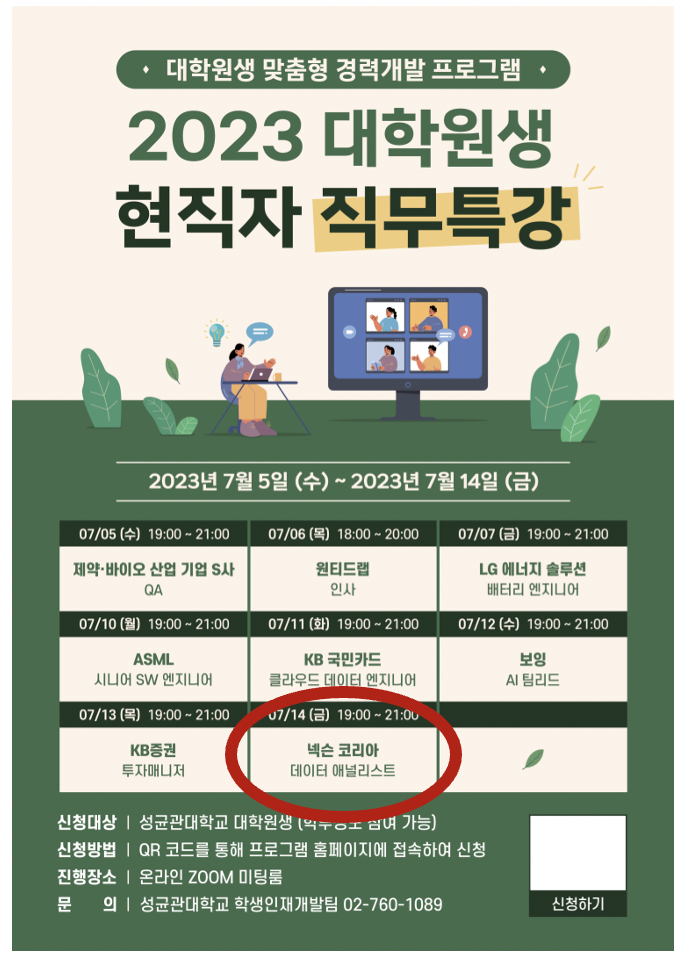 대학원생 맞춤형 경력개발 프로그램
2023 대학원생
현직자 직무특강
2023년 7월 5일 (수) ~ 2023년 7월 14일 (금)
07/05 (수) 19:00 ~ 21:00
제약·바이오 산업 기업 S사
QA
07/06 (목) 18:00 ~ 20:00
원티드랩
인사
07/07 (금) 19:00 ~ 21:00
LG 에너지 솔루션
배터리 엔지니어
07/10 (월) 19:00 ~ 21:00
ASML
시니어 SW 엔지니어
07/11 (화) 19:00 ~ 21:00
KB 국민카드
클라우드 데이터 엔지니어
07/12 (수) 19:00 ~ 21:00
보잉
AI 팀리드
07/13 (목) 19:00 ~ 21:00
KB증권
투자매니저
07/14 (금) 19:00 ~ 21:00
넥슨 코리아
데이터 애널리스트
신청대상 | 성균관대학교 대학원생 (참여 가능)
신청방법 | QR 코드를 통해 프로그램 홈페이지에 접속하여 신청
진행장소 | 온라인 ZOOM 미팅룸
문 의 | 성균관대학교 학생인재개발팀 02-760-1089
신청하기